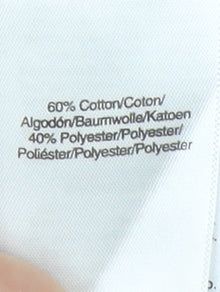 60% Cotton/Coton/
Algodón/Baumwolle/Katoen
40% Polyester/Polyester/
Poliéster/Polyester/Polyester